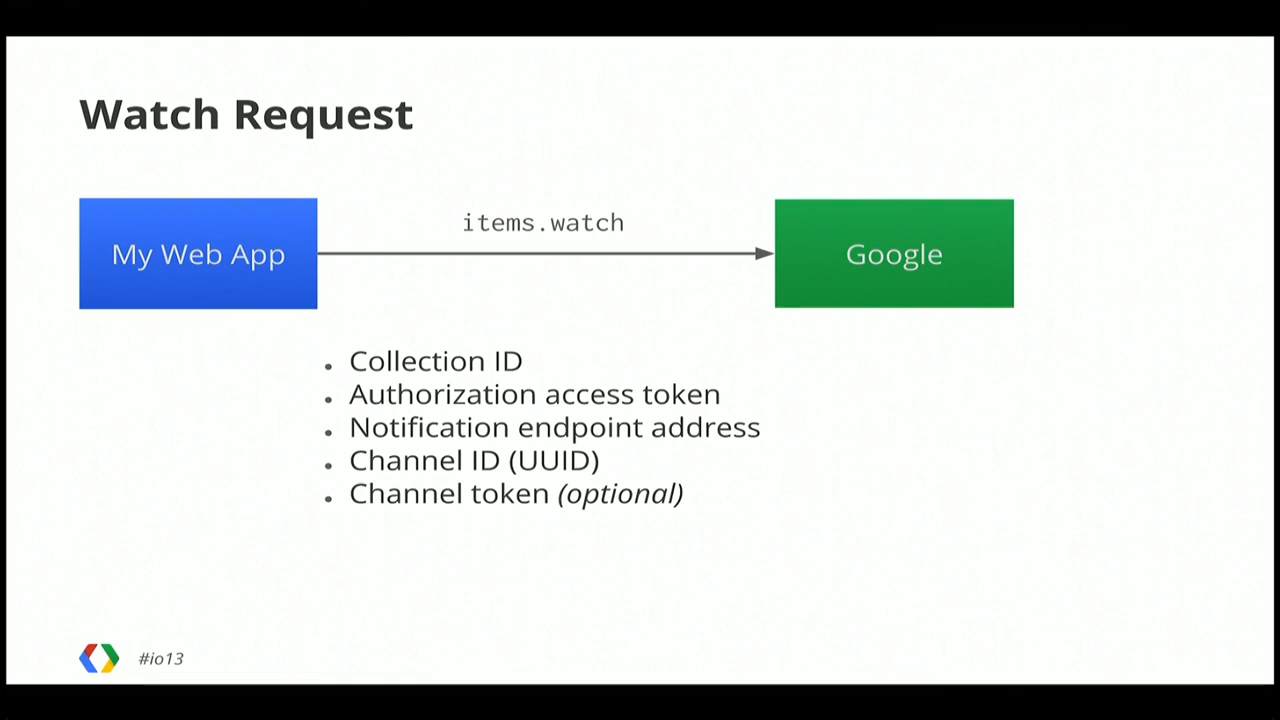 Watch Request
items.watch
My Web App
Google
Collection ID
Authorization access token
Notification endpoint address
Channel ID (UUID)
Channel token (optional)
#io13